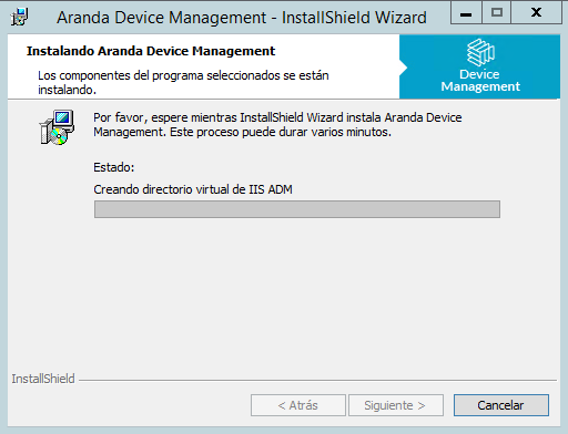 Aranda Device Management - InstallShield Wizard
Instalando Aranda Device Management
Los componentes del programa seleccionados se están
instalando.
Device
Management
Por favor, espere mientras InstallShield Wizard instala Aranda Device
Management. Este proceso puede durar varios minutos.
Estado:
Creando directorio virtual de IIS ADM
InstallShield
< Atrás
Siguiente >
Cancelar